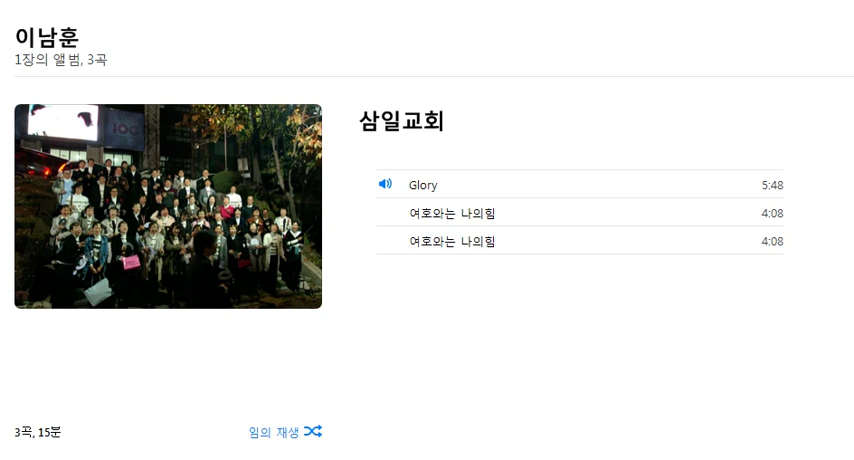 이남훈
1장의 앨범, 3곡
삼일교회
Glory 5:48
여호와는 나의힘 4:08
여호와는 나의힘 4:08
3곡, 15분
임의 재생